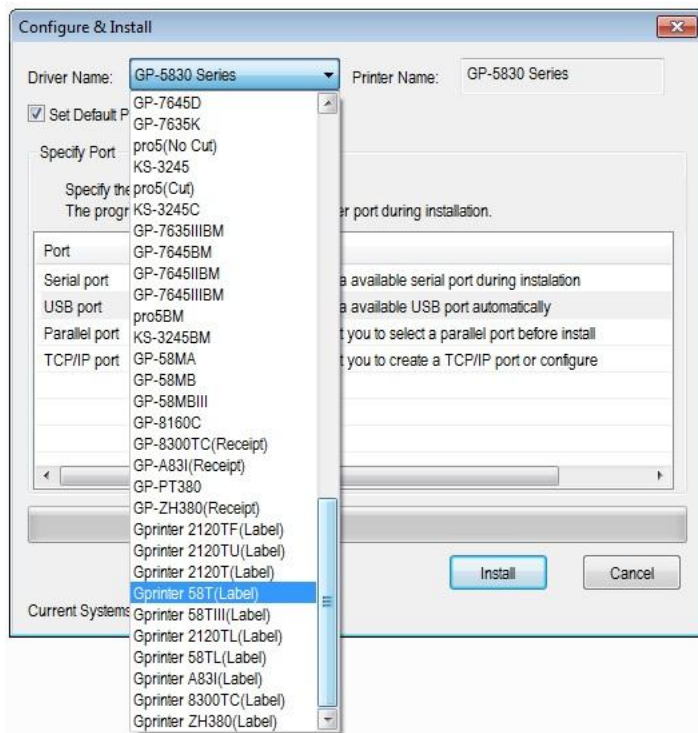 Configure & Install
Driver Name: GP-5830 Series Printer Name: GP-5830 Series
Set Default P
Specify Port
Specify the
The progr er port during installation.
Port
Serial port a available serial port during instalation
USB port a available USB port automatically
Parallel port t you to select a parallel port before install
TCP/IP port t you to create a TCP/IP port or configure
GP-7645D
GP-7635K
pro5(No Cut)
KS-3245
pro5(Cut)
KS-3245C
GP-7635IIIBM
GP-7645BM
GP-7645IIBM
GP-7645IIIBM
pro5BM
KS-3245BM
GP-58MA
GP-58MB
GP-58MBIII
GP-8160C
GP-8300TC(Receipt)
GP-A83I(Receipt)
GP-PT380
GP-ZH380(Receipt)
Gprinter 2120TF(Label)
Gprinter 2120TU(Label)
Gprinter 2120T(Label)
Gprinter 58T(Label)
Gprinter 58TIII(Label)
Gprinter 2120TL(Label)
Gprinter 58TL(Label)
Gprinter A83I(Label)
Gprinter 8300TC(Label)
Gprinter ZH380(Label)
Install Cancel
Current Systems